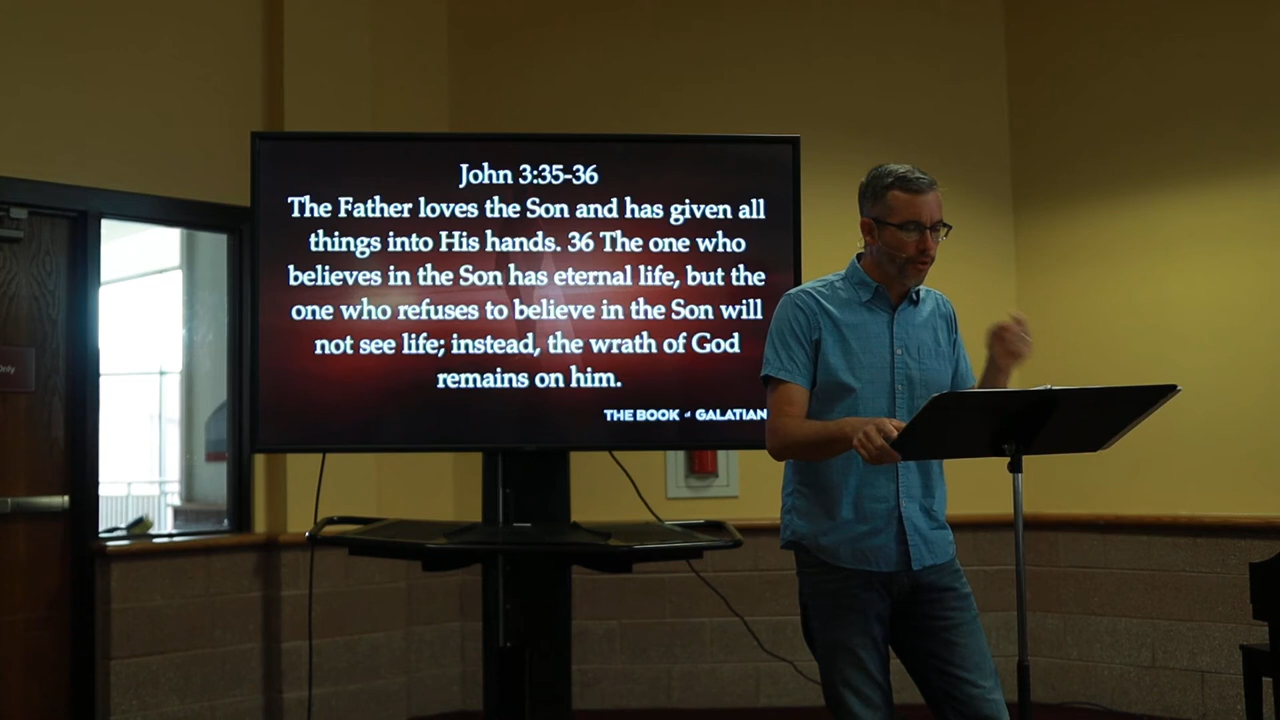 John 3:35-36
The Father loves the Son and has given all
things into His hands. 36 The one who
believes in the Son has eternal life, but the
one who refuses to believe in the Son will
not see life; instead, the wrath of God
remains on him.
THE BOOK of GALATIAN
only